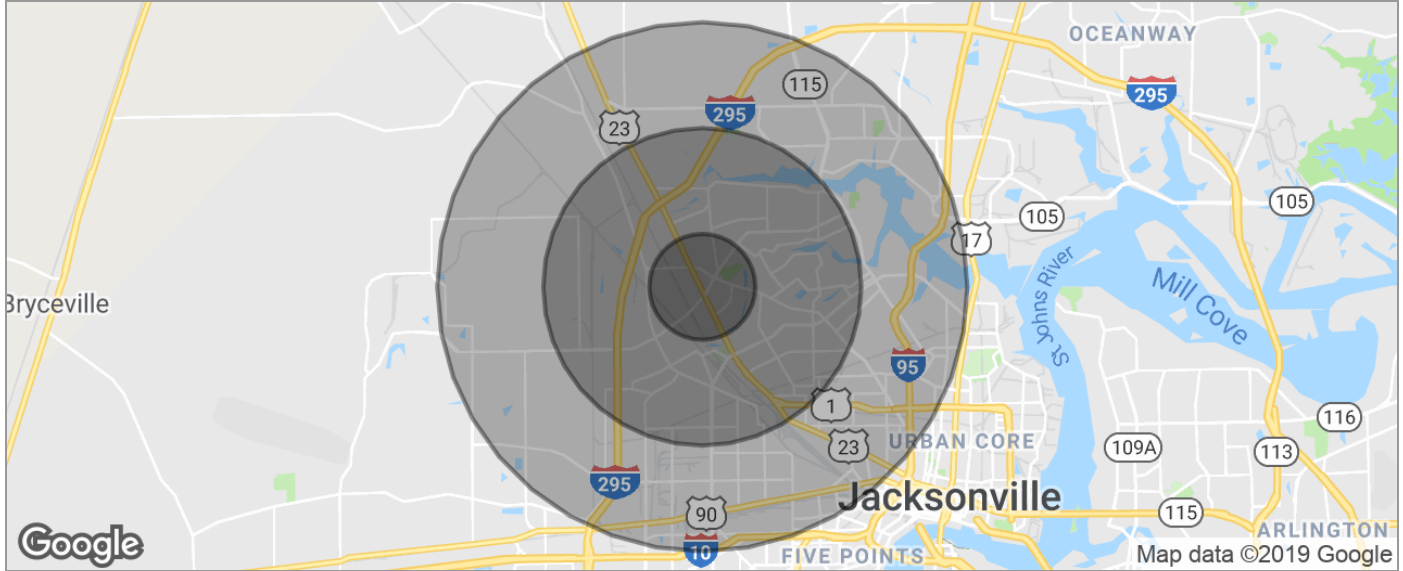 OCEANWAY
115
295
295
23
105
105
17
Bryceville
St Johns River
Mill Cove
95
1
116
23
URBAN CORE
109A
113
295
Jacksonville
90
115
ARLINGTON
Google
10
FIVE POINTS
Map data ©2019 Google